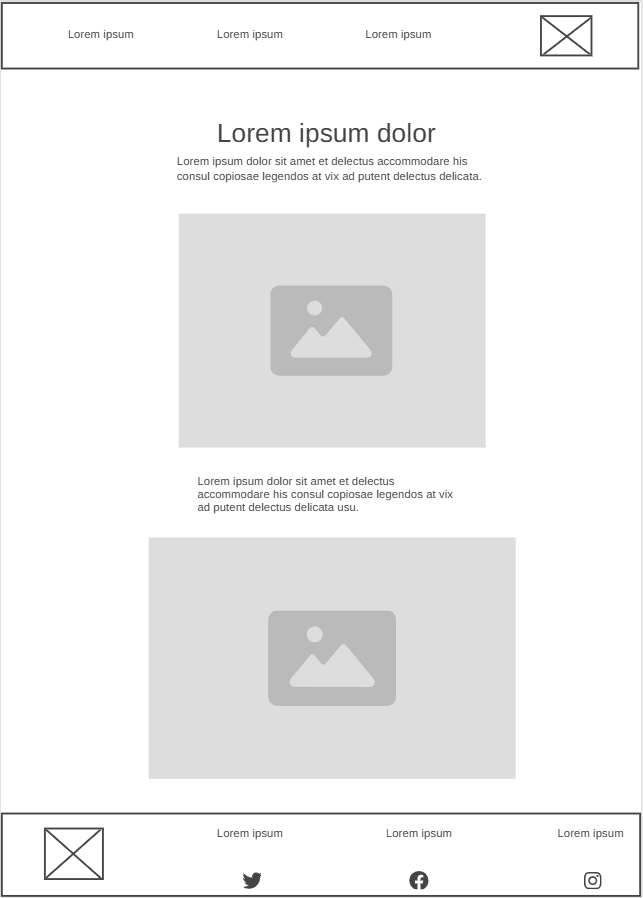 Lorem ipsum
Lorem ipsum
Lorem ipsum
Lorem ipsum dolor
Lorem ipsum dolor sit amet et delectus accommodare his
consul copiosae legendos at vix ad putent delectus delicata.
Lorem ipsum dolor sit amet et delectus
accommodare his consul copiosae legendos at vix
ad putent delectus delicata usu.
Lorem ipsum
Lorem ipsum
Lorem ipsum